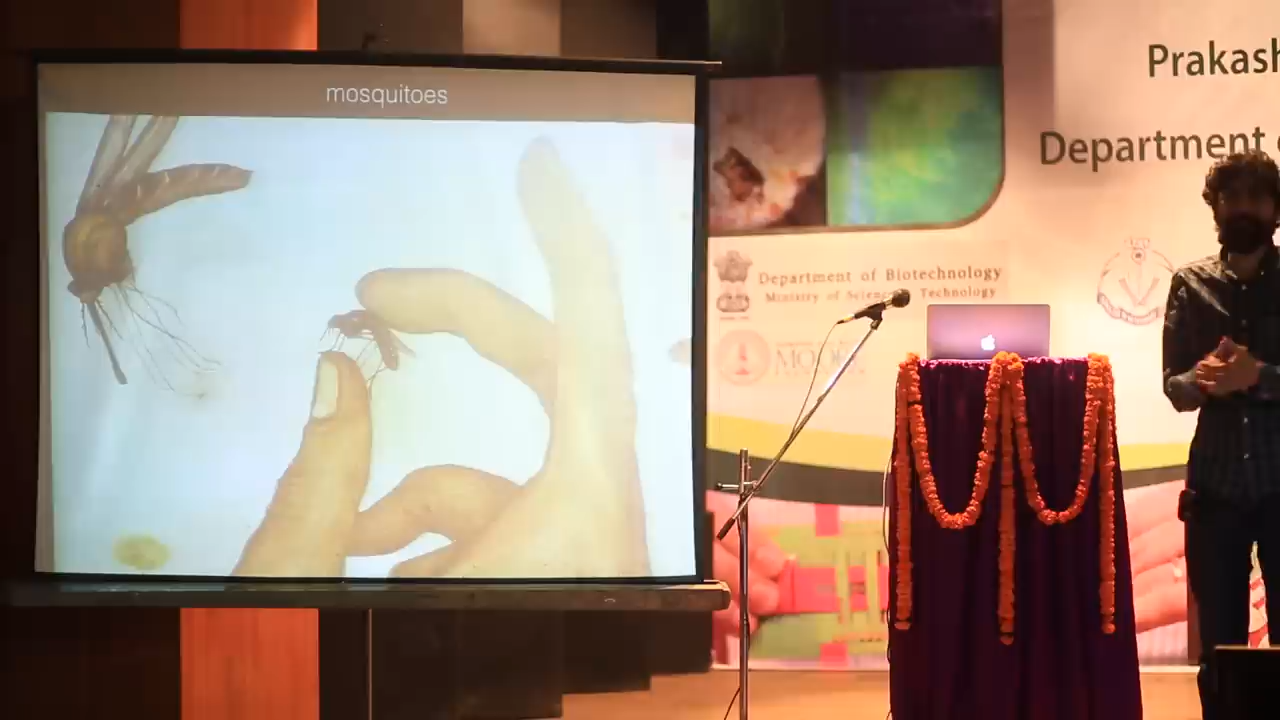 mosquitoes
Prakash
Department
Department of Biotechnology
Ministry of Science & Technology